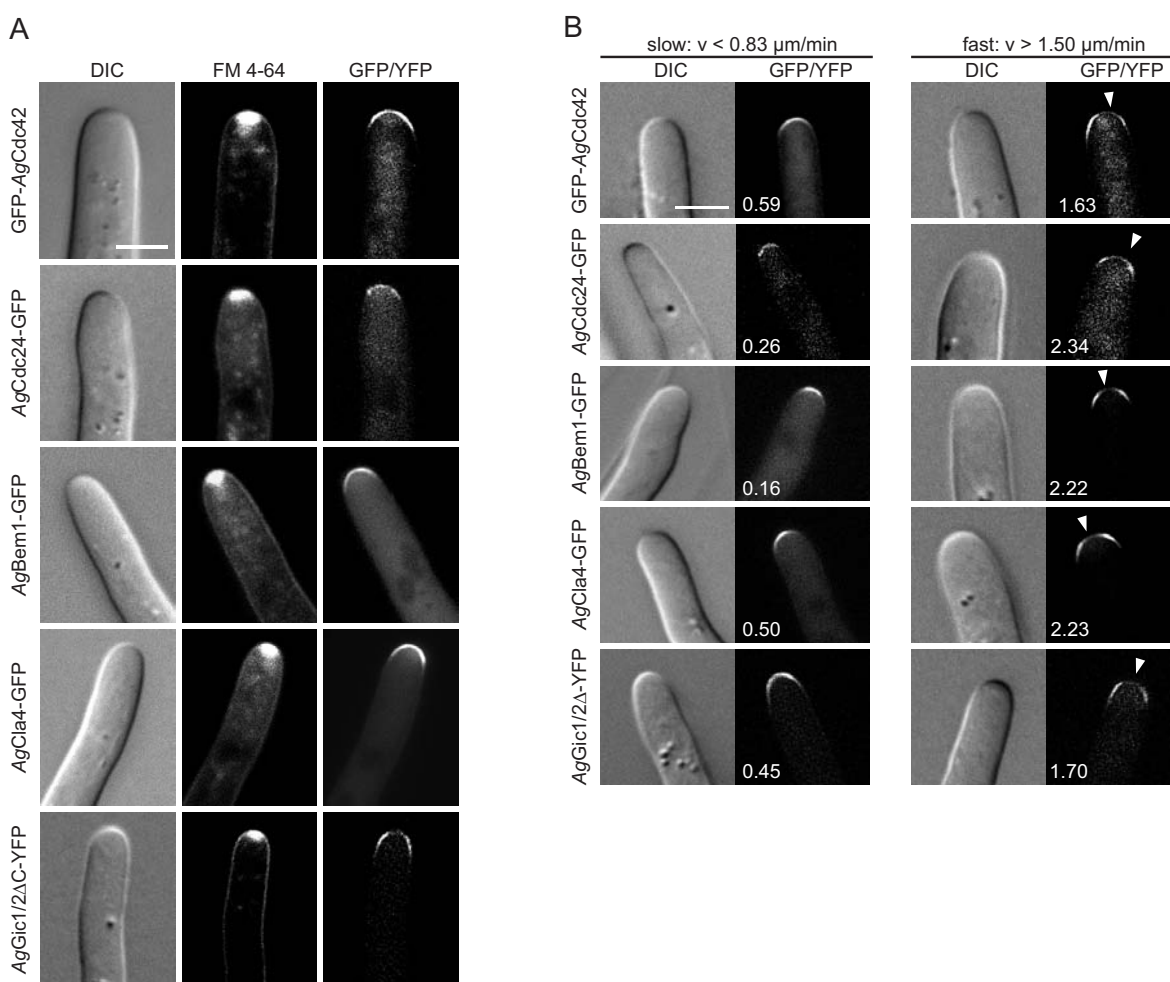 A
DIC FM 4-64 GFP/YFP
GFP-AgCdc42
AgCdc24-GFP
AgBem1-GFP
AgCla4-GFP
AgGic1/2ΔC-YFP
B
slow: v < 0.83 µm/min fast: v > 1.50 µm/min
DIC GFP/YFP DIC GFP/YFP
GFP-AgCdc42
0.59 1.63
AgCdc24-GFP
0.26 2.34
AgBem1-GFP
0.16 2.22
AgCla4-GFP
0.50 2.23
AgGic1/2Δ-YFP
0.45 1.70